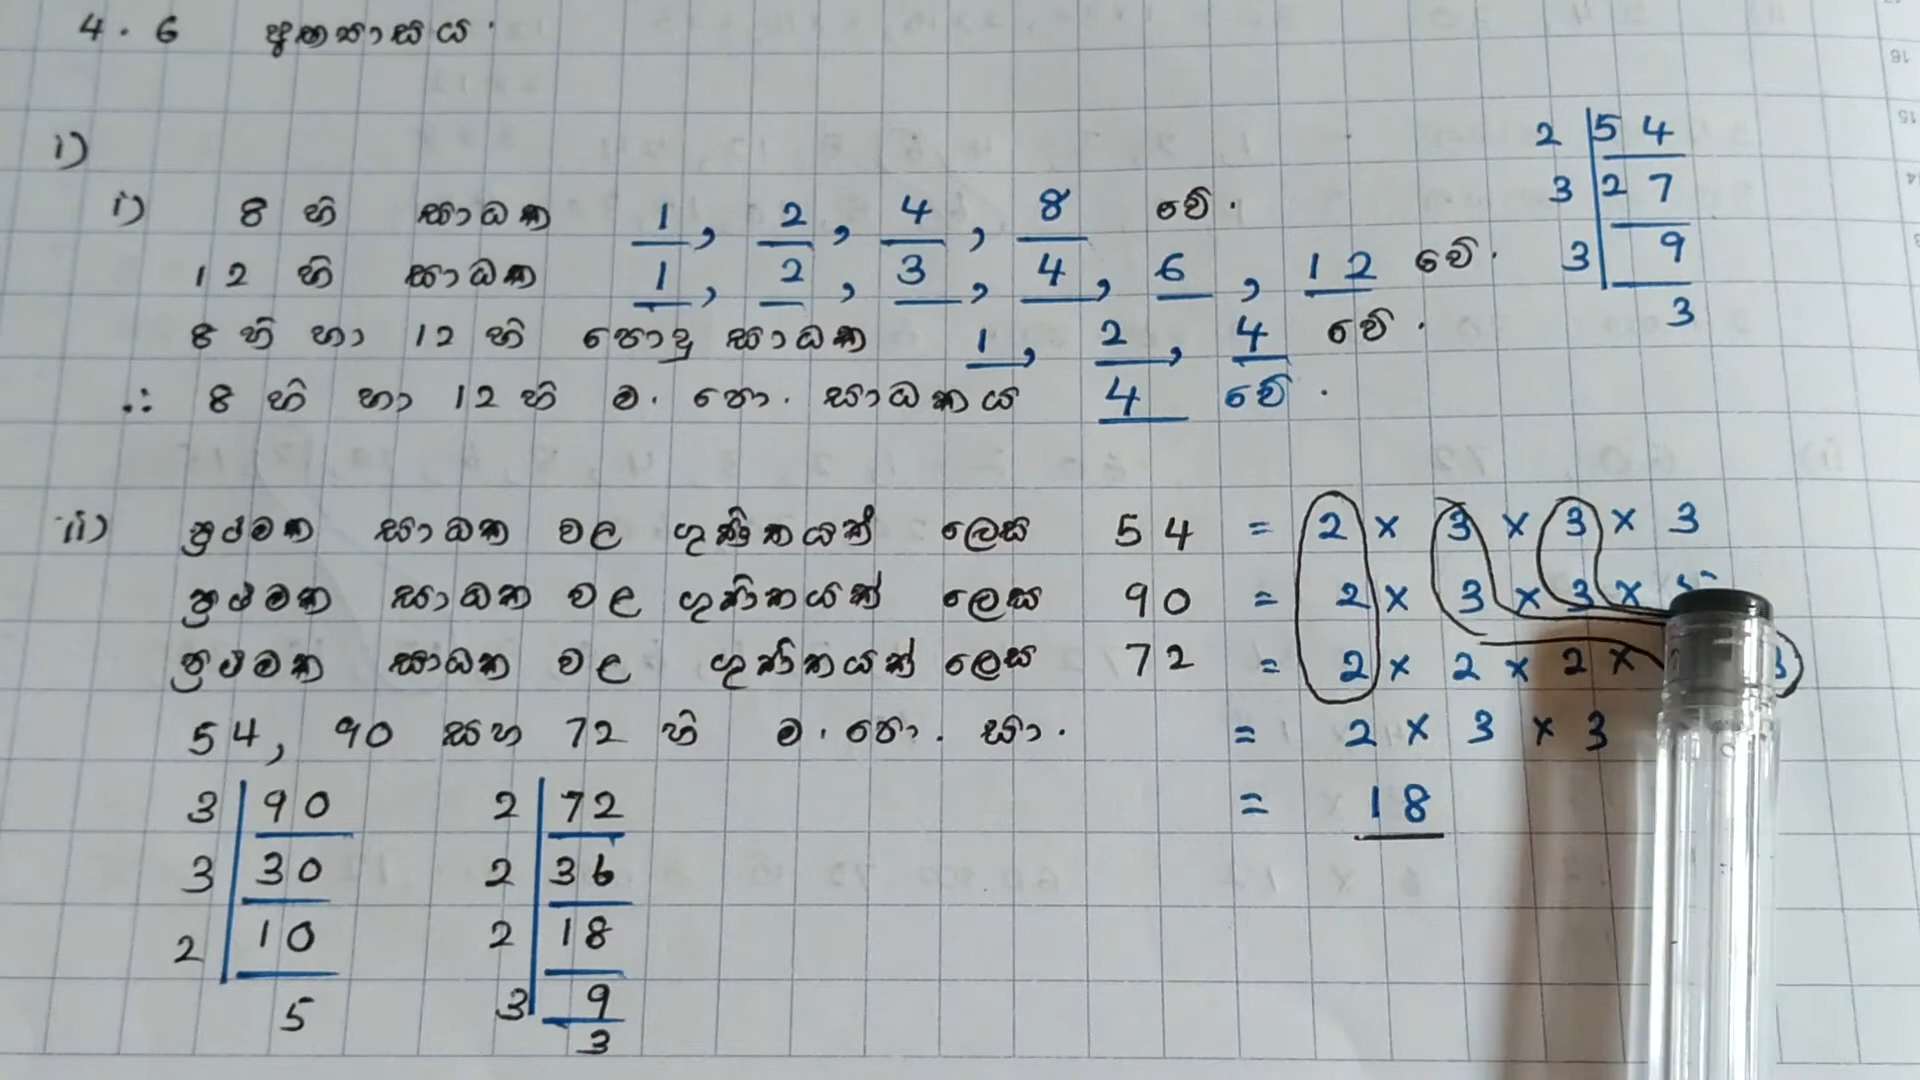 4.6 අභ්‍යාසය.
1)
i) 8 හි සාධක 1, 2, 4, 8 වේ.
12 හි සාධක 1, 2, 3, 4, 6, 12 වේ.
8 හි හා 12 හි පොදු සාධක 1, 2, 4 වේ.
∴ 8 හි හා 12 හි ම. පො. සාධකය 4 වේ.
2 54
3 27
3 9
3
ii) ප්‍රථමක සාධක වල ගුණිතයක් ලෙස 54 = 2 × 3 × 3 × 3
ප්‍රථමක සාධක වල ගුණිතයක් ලෙස 90 = 2 × 3 × 3 ×
ප්‍රථමක සාධක වල ගුණිතයක් ලෙස 72 = 2 × 2 × 2 × 3
54, 90 සහ 72 හි ම. පො. සා. = 2 × 3 × 3
= 18
3 90
3 30
2 10
5
2 72
2 36
2 18
3 9
3